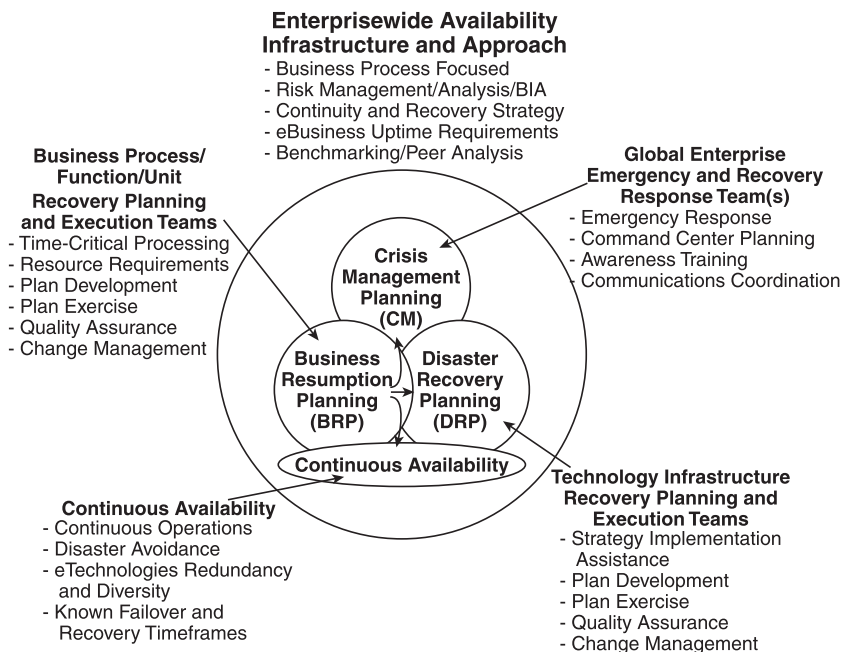 Enterprisewide Availability
Infrastructure and Approach
- Business Process Focused
- Risk Management/Analysis/BIA
- Continuity and Recovery Strategy
- eBusiness Uptime Requirements
- Benchmarking/Peer Analysis
Business Process/
Function/Unit
Recovery Planning
and Execution Teams
- Time-Critical Processing
- Resource Requirements
- Plan Development
- Plan Exercise
- Quality Assurance
- Change Management
Global Enterprise
Emergency and Recovery
Response Team(s)
- Emergency Response
- Command Center Planning
- Awareness Training
- Communications Coordination
Crisis
Management
Planning
(CM)
Business
Resumption
Planning
(BRP)
Disaster
Recovery
Planning
(DRP)
Continuous Availability
Continuous Availability
- Continuous Operations
- Disaster Avoidance
- eTechnologies Redundancy
and Diversity
- Known Failover and
Recovery Timeframes
Technology Infrastructure
Recovery Planning and
Execution Teams
- Strategy Implementation
Assistance
- Plan Development
- Plan Exercise
- Quality Assurance
- Change Management